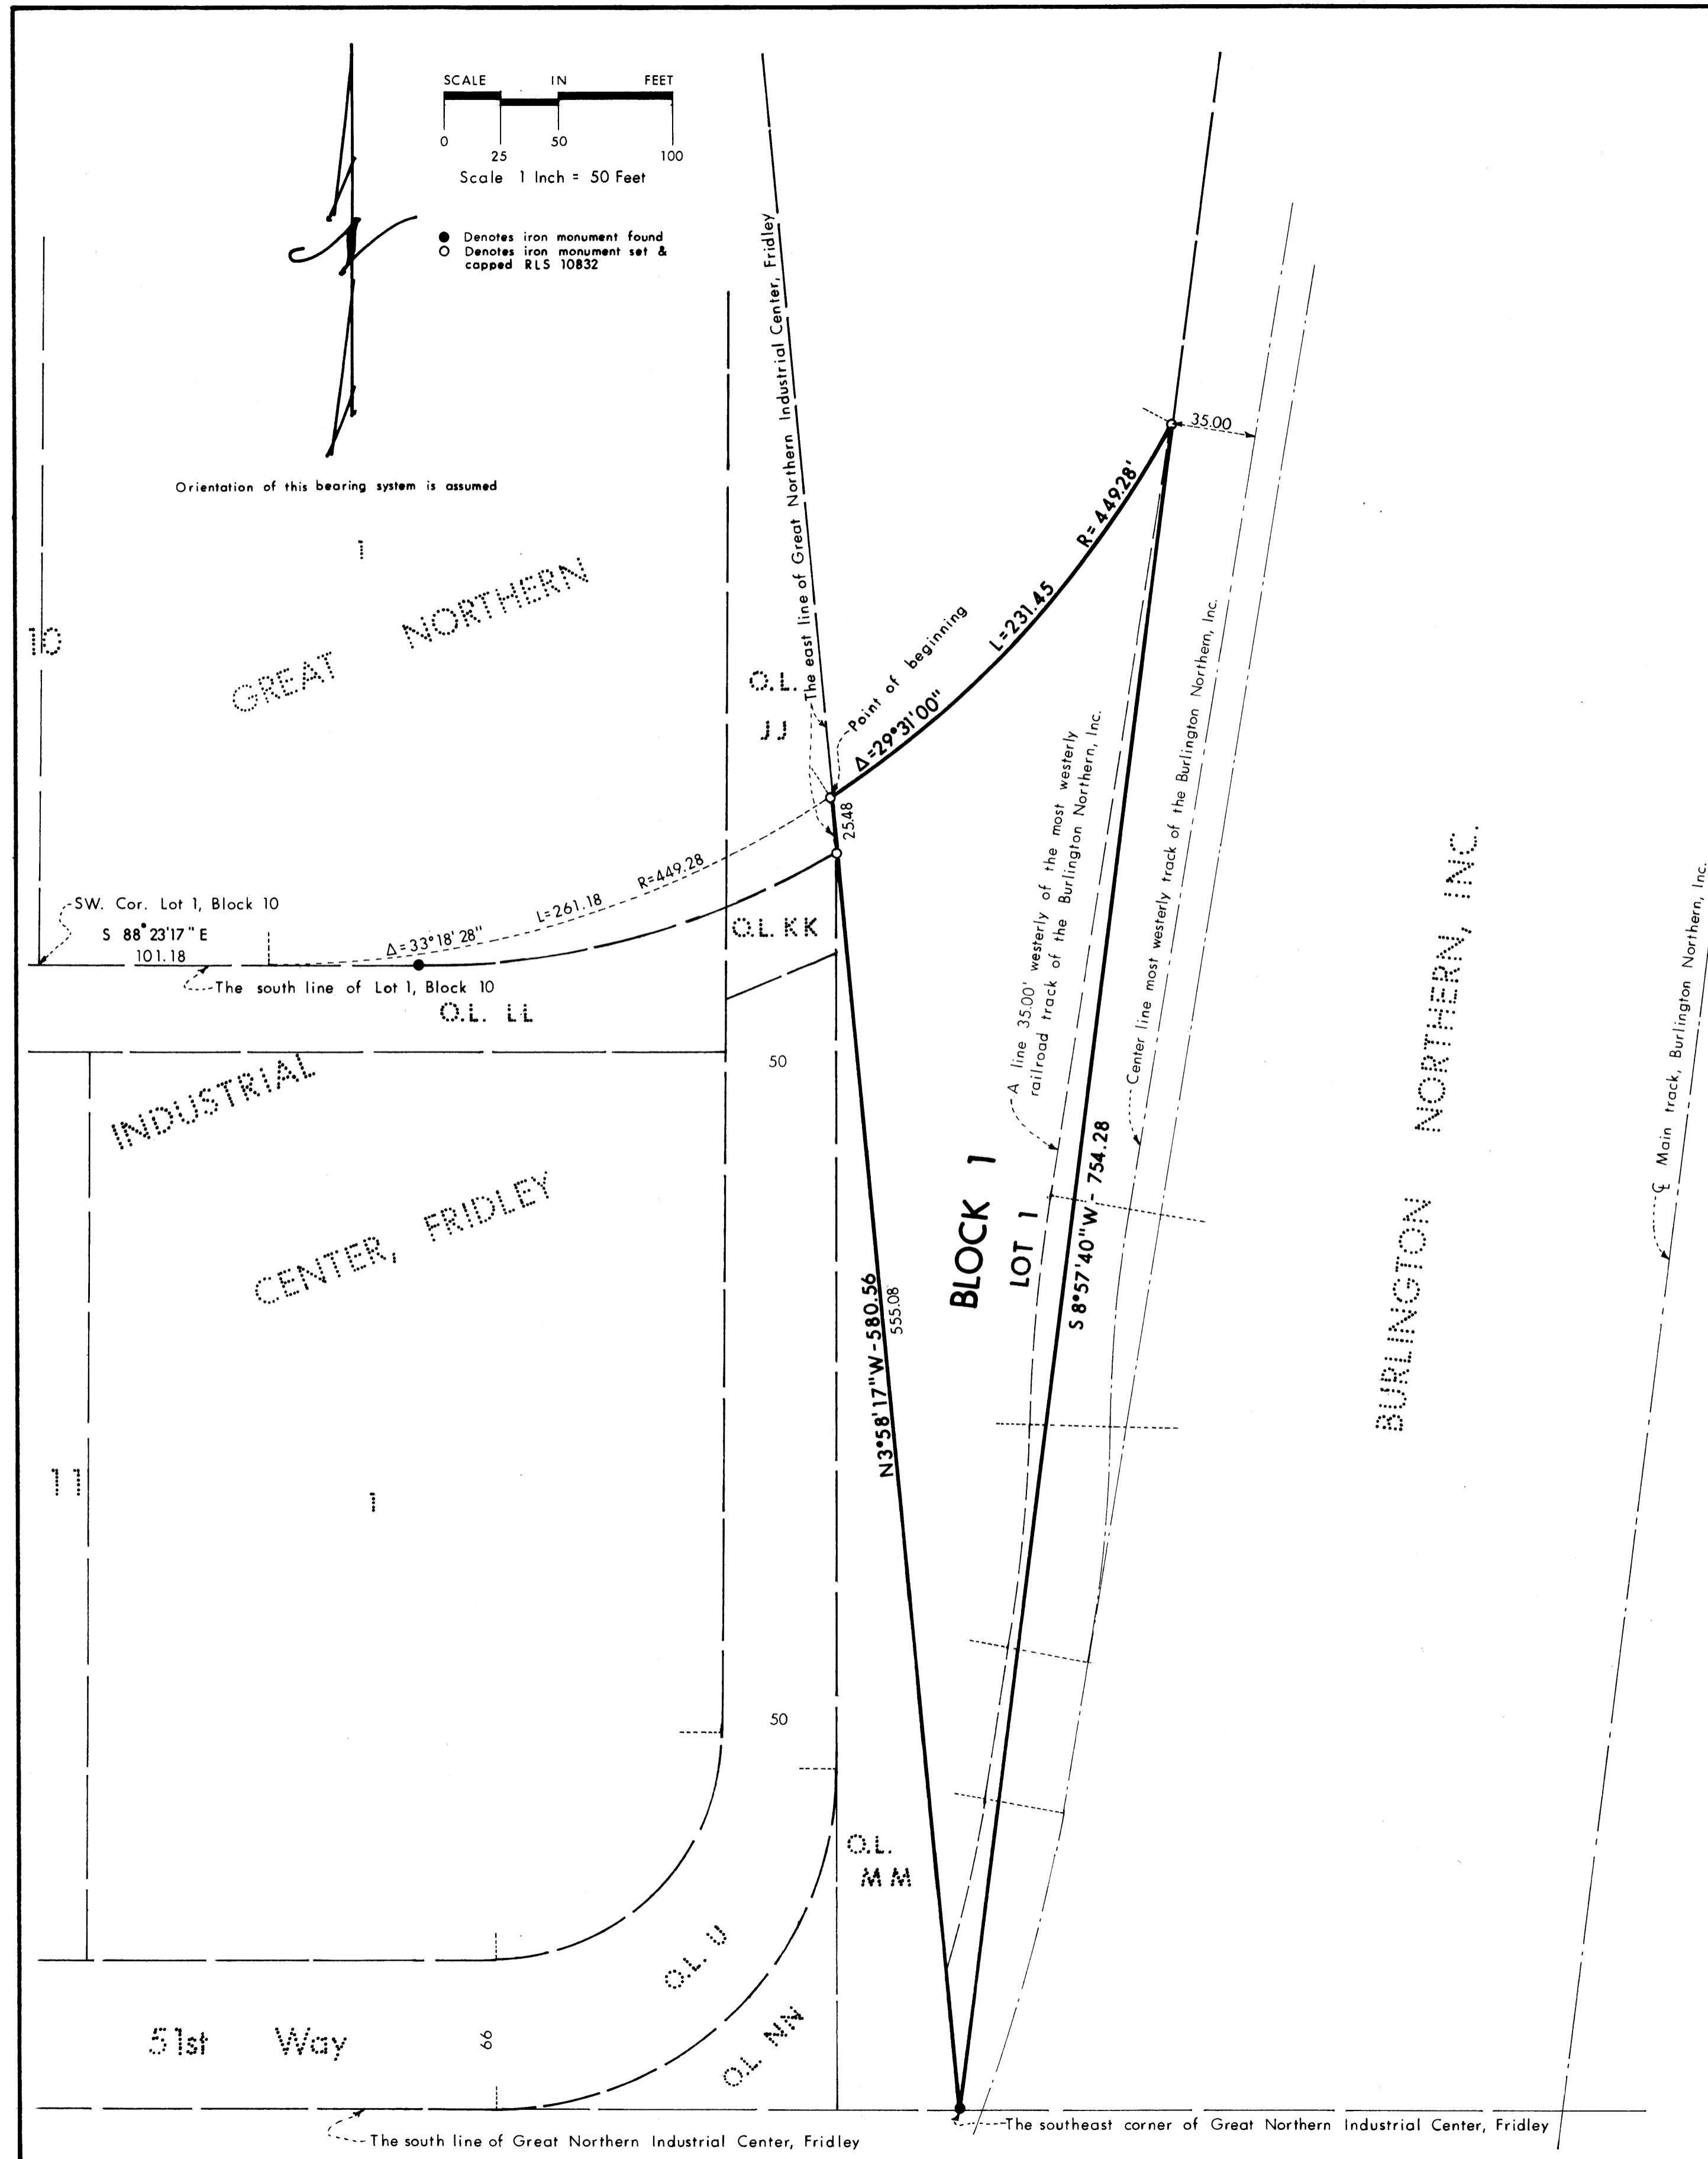 SCALE IN FEET
0 25 50 100
Scale 1 Inch = 50 Feet
● Denotes iron monument found
○ Denotes iron monument set &
capped RLS 10832
Orientation of this bearing system is assumed
1
GREAT NORTHERN
10
The east line of Great Northern Industrial Center, Fridley
O.L.
JJ
Point of beginning
Δ=29°31'00"
L=231.45
R=449.28'
35.00
25.48
SW. Cor. Lot 1, Block 10
S 88°23'17"E
101.18
Δ=33°18'28"
L=261.18
R=449.28
The south line of Lot 1, Block 10
O.L. KK
O.L. LL
50
INDUSTRIAL
CENTER, FRIDLEY
11
1
A line 35.00' westerly of the most westerly
railroad track of the Burlington Northern, Inc.
Center line most westerly track of the Burlington Northern, Inc.
BLOCK 1
LOT 1
S 8°57'40"W - 754.28
N3°58'17"W-580.56
555.08
BURLINGTON NORTHERN, INC.
℄ Main track, Burlington Northern, Inc.
50
O.L.
MM
O.L. U
O.L. NN
51st Way
66
The south line of Great Northern Industrial Center, Fridley
The southeast corner of Great Northern Industrial Center, Fridley